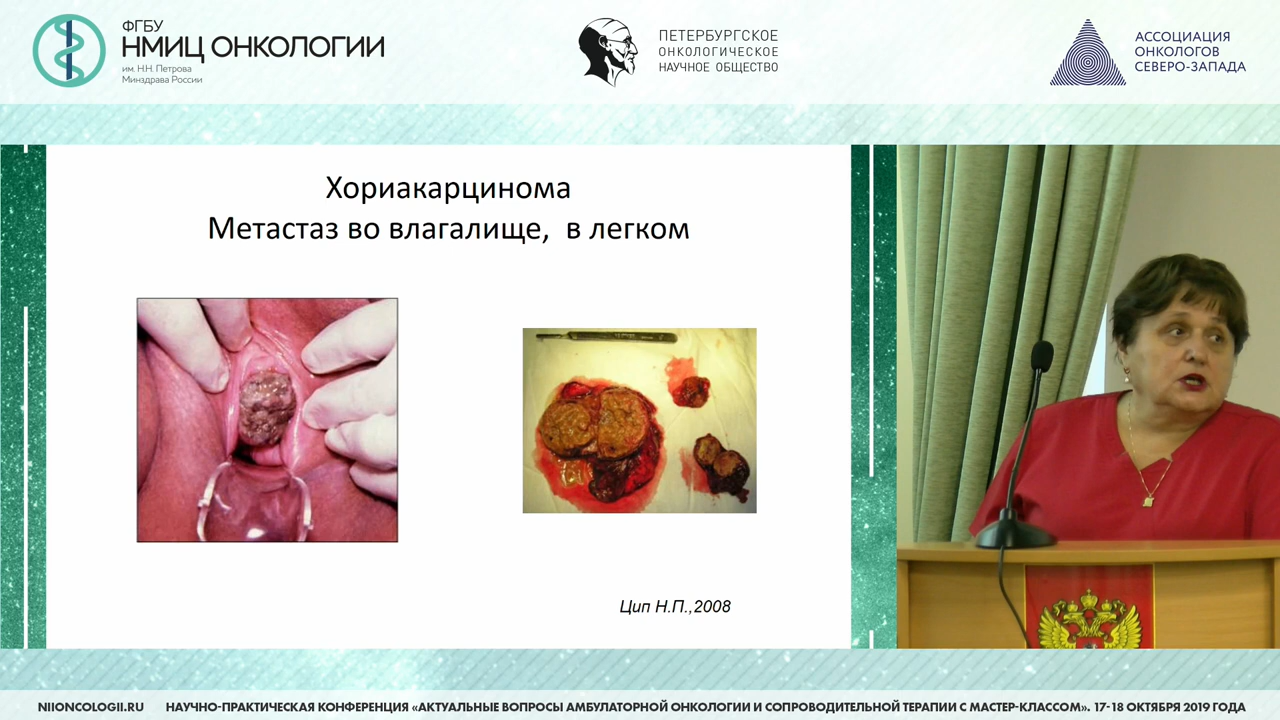 ФГБУ
НМИЦ ОНКОЛОГИИ
им. Н.Н. Петрова
Минздрава России
ПЕТЕРБУРГСКОЕ
ОНКОЛОГИЧЕСКОЕ
НАУЧНОЕ ОБЩЕСТВО
АССОЦИАЦИЯ
ОНКОЛОГОВ
СЕВЕРО-ЗАПАДА
Хориакарцинома
Метастаз во влагалище, в легком
Цип Н.П.,2008
NIIONCOLOGII.RU НАУЧНО-ПРАКТИЧЕСКАЯ КОНФЕРЕНЦИЯ «АКТУАЛЬНЫЕ ВОПРОСЫ АМБУЛАТОРНОЙ ОНКОЛОГИИ И СОПРОВОДИТЕЛЬНОЙ ТЕРАПИИ С МАСТЕР-КЛАССОМ». 17-18 ОКТЯБРЯ 2019 ГОДА